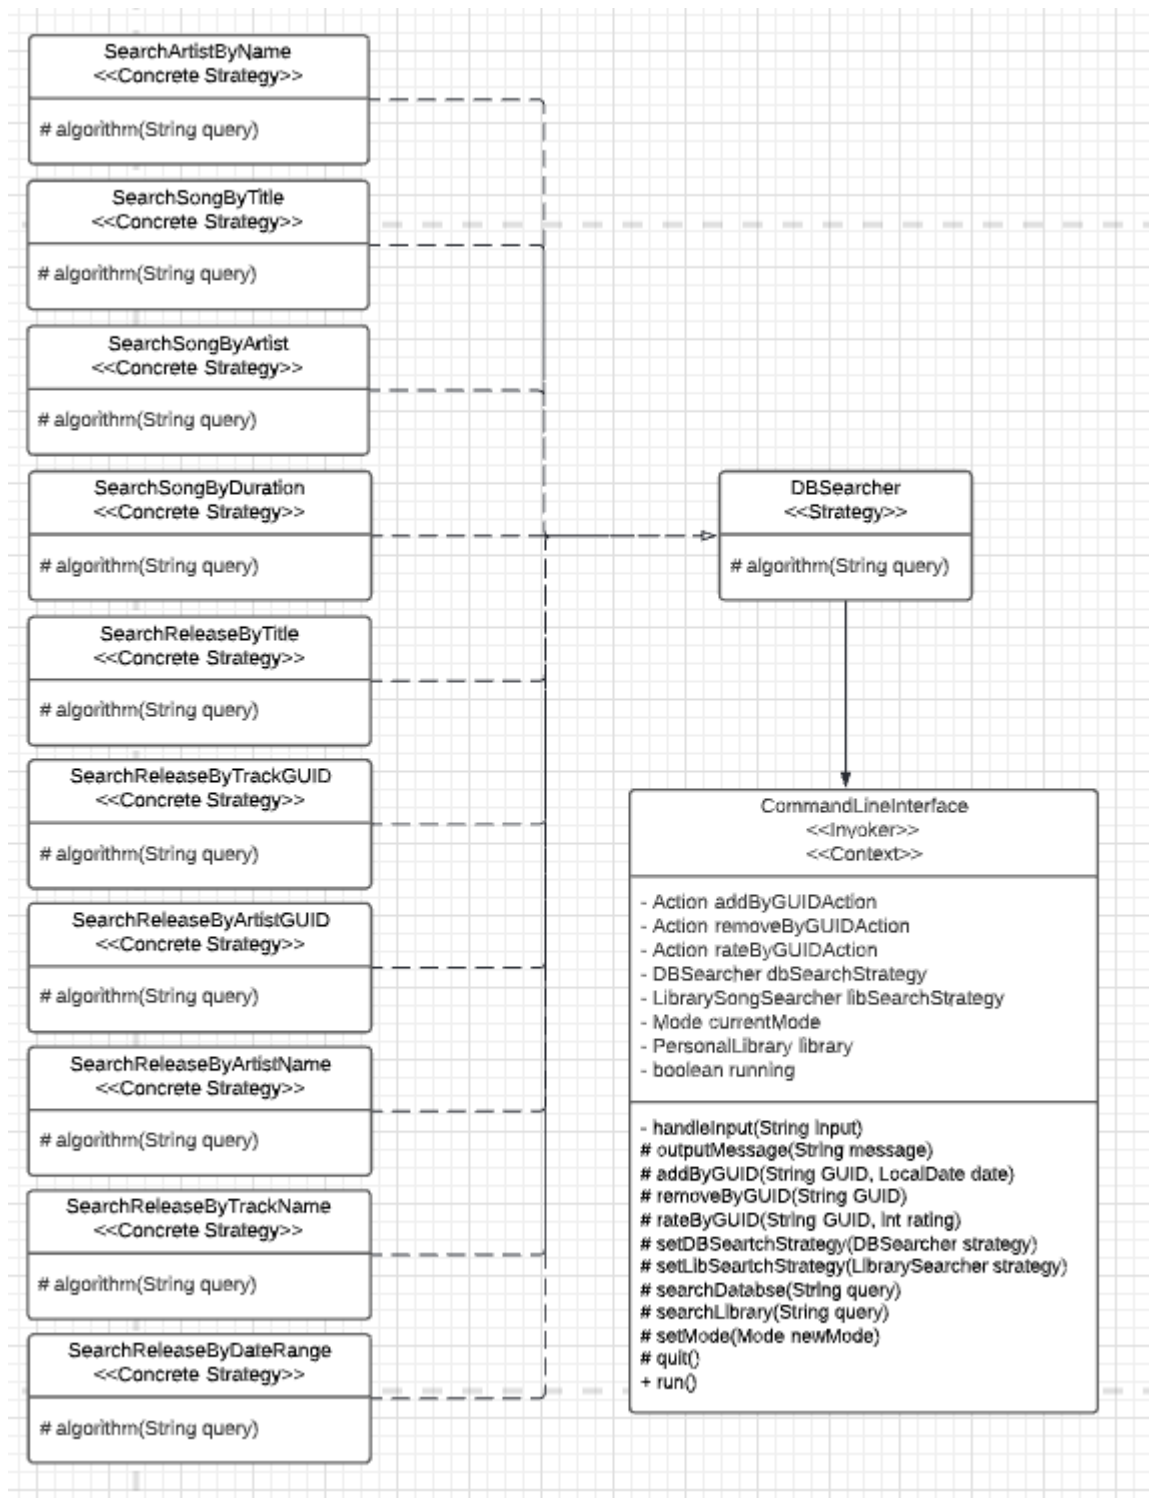 SearchArtistByName
<<Concrete Strategy>>
# algorithm(String query)
SearchSongByTitle
<<Concrete Strategy>>
# algorithm(String query)
SearchSongByArtist
<<Concrete Strategy>>
# algorithm(String query)
SearchSongByDuration
<<Concrete Strategy>>
# algorithm(String query)
SearchReleaseByTitle
<<Concrete Strategy>>
# algorithm(String query)
SearchReleaseByTrackGUID
<<Concrete Strategy>>
# algorithm(String query)
SearchReleaseByArtistGUID
<<Concrete Strategy>>
# algorithm(String query)
SearchReleaseByArtistName
<<Concrete Strategy>>
# algorithm(String query)
SearchReleaseByTrackName
<<Concrete Strategy>>
# algorithm(String query)
SearchReleaseByDateRange
<<Concrete Strategy>>
# algorithm(String query)
DBSearcher
<<Strategy>>
# algorithm(String query)
CommandLineInterface
<<Invoker>>
<<Context>>
- Action addByGUIDAction
- Action removeByGUIDAction
- Action rateByGUIDAction
- DBSearcher dbSearchStrategy
- LibrarySongSearcher libSearchStrategy
- Mode currentMode
- PersonalLibrary library
- boolean running
- handleInput(String input)
# outputMessage(String message)
# addByGUID(String GUID, LocalDate date)
# removeByGUID(String GUID)
# rateByGUID(String GUID, int rating)
# setDBSeartchStrategy(DBSearcher strategy)
# setLibSeartchStrategy(LibrarySearcher strategy)
# searchDatabse(String query)
# searchLibrary(String query)
# setMode(Mode newMode)
# quit()
+ run()